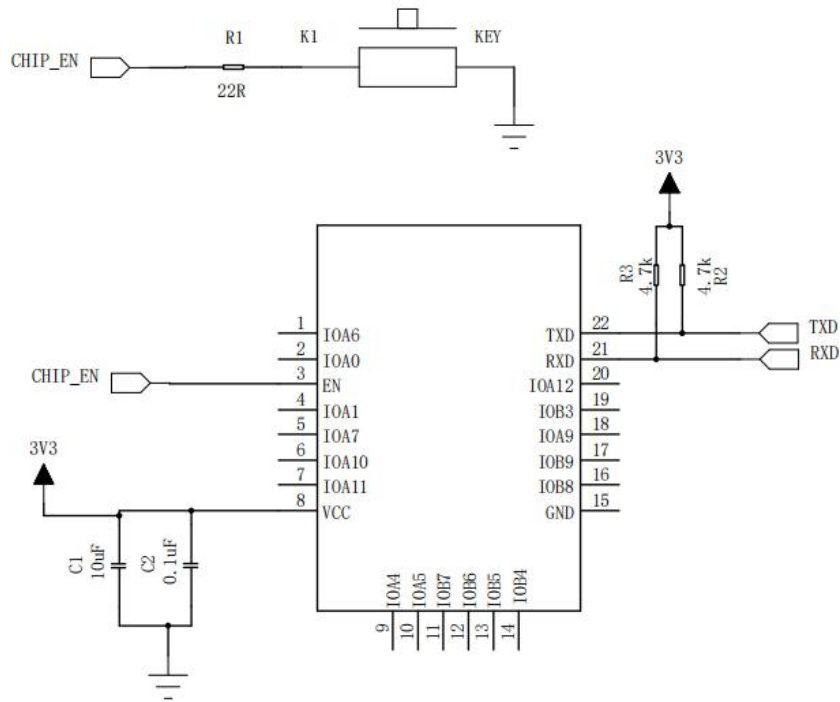 R1 K1 KEY
CHIP_EN
22R
3V3
R3 4.7k 4.7k R2
1 IOA6 TXD 22 TXD
2 IOA0 RXD 21 RXD
CHIP_EN 3 EN IOA12 20
4 IOA1 IOB3 19
5 IOA7 IOA9 18
3V3 6 IOA10 IOB9 17
7 IOA11 IOB8 16
8 VCC GND 15
C1 10uF C2 0.1uF
IOA4 IOA5 IOB7 IOB6 IOB5 IOB4
9 10 11 12 13 14